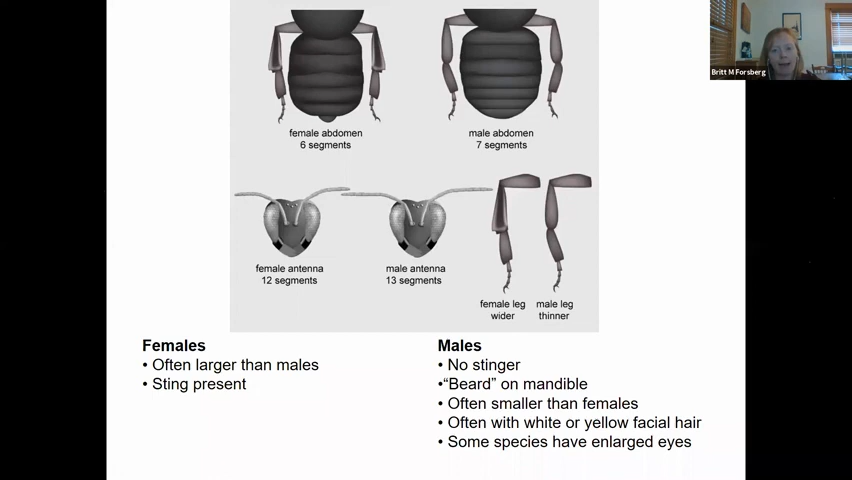 Britt M Forsberg
female abdomen
6 segments
male abdomen
7 segments
female antenna
12 segments
male antenna
13 segments
female leg
wider
male leg
thinner
Females
• Often larger than males
• Sting present
Males
• No stinger
•“Beard” on mandible
• Often smaller than females
• Often with white or yellow facial hair
• Some species have enlarged eyes